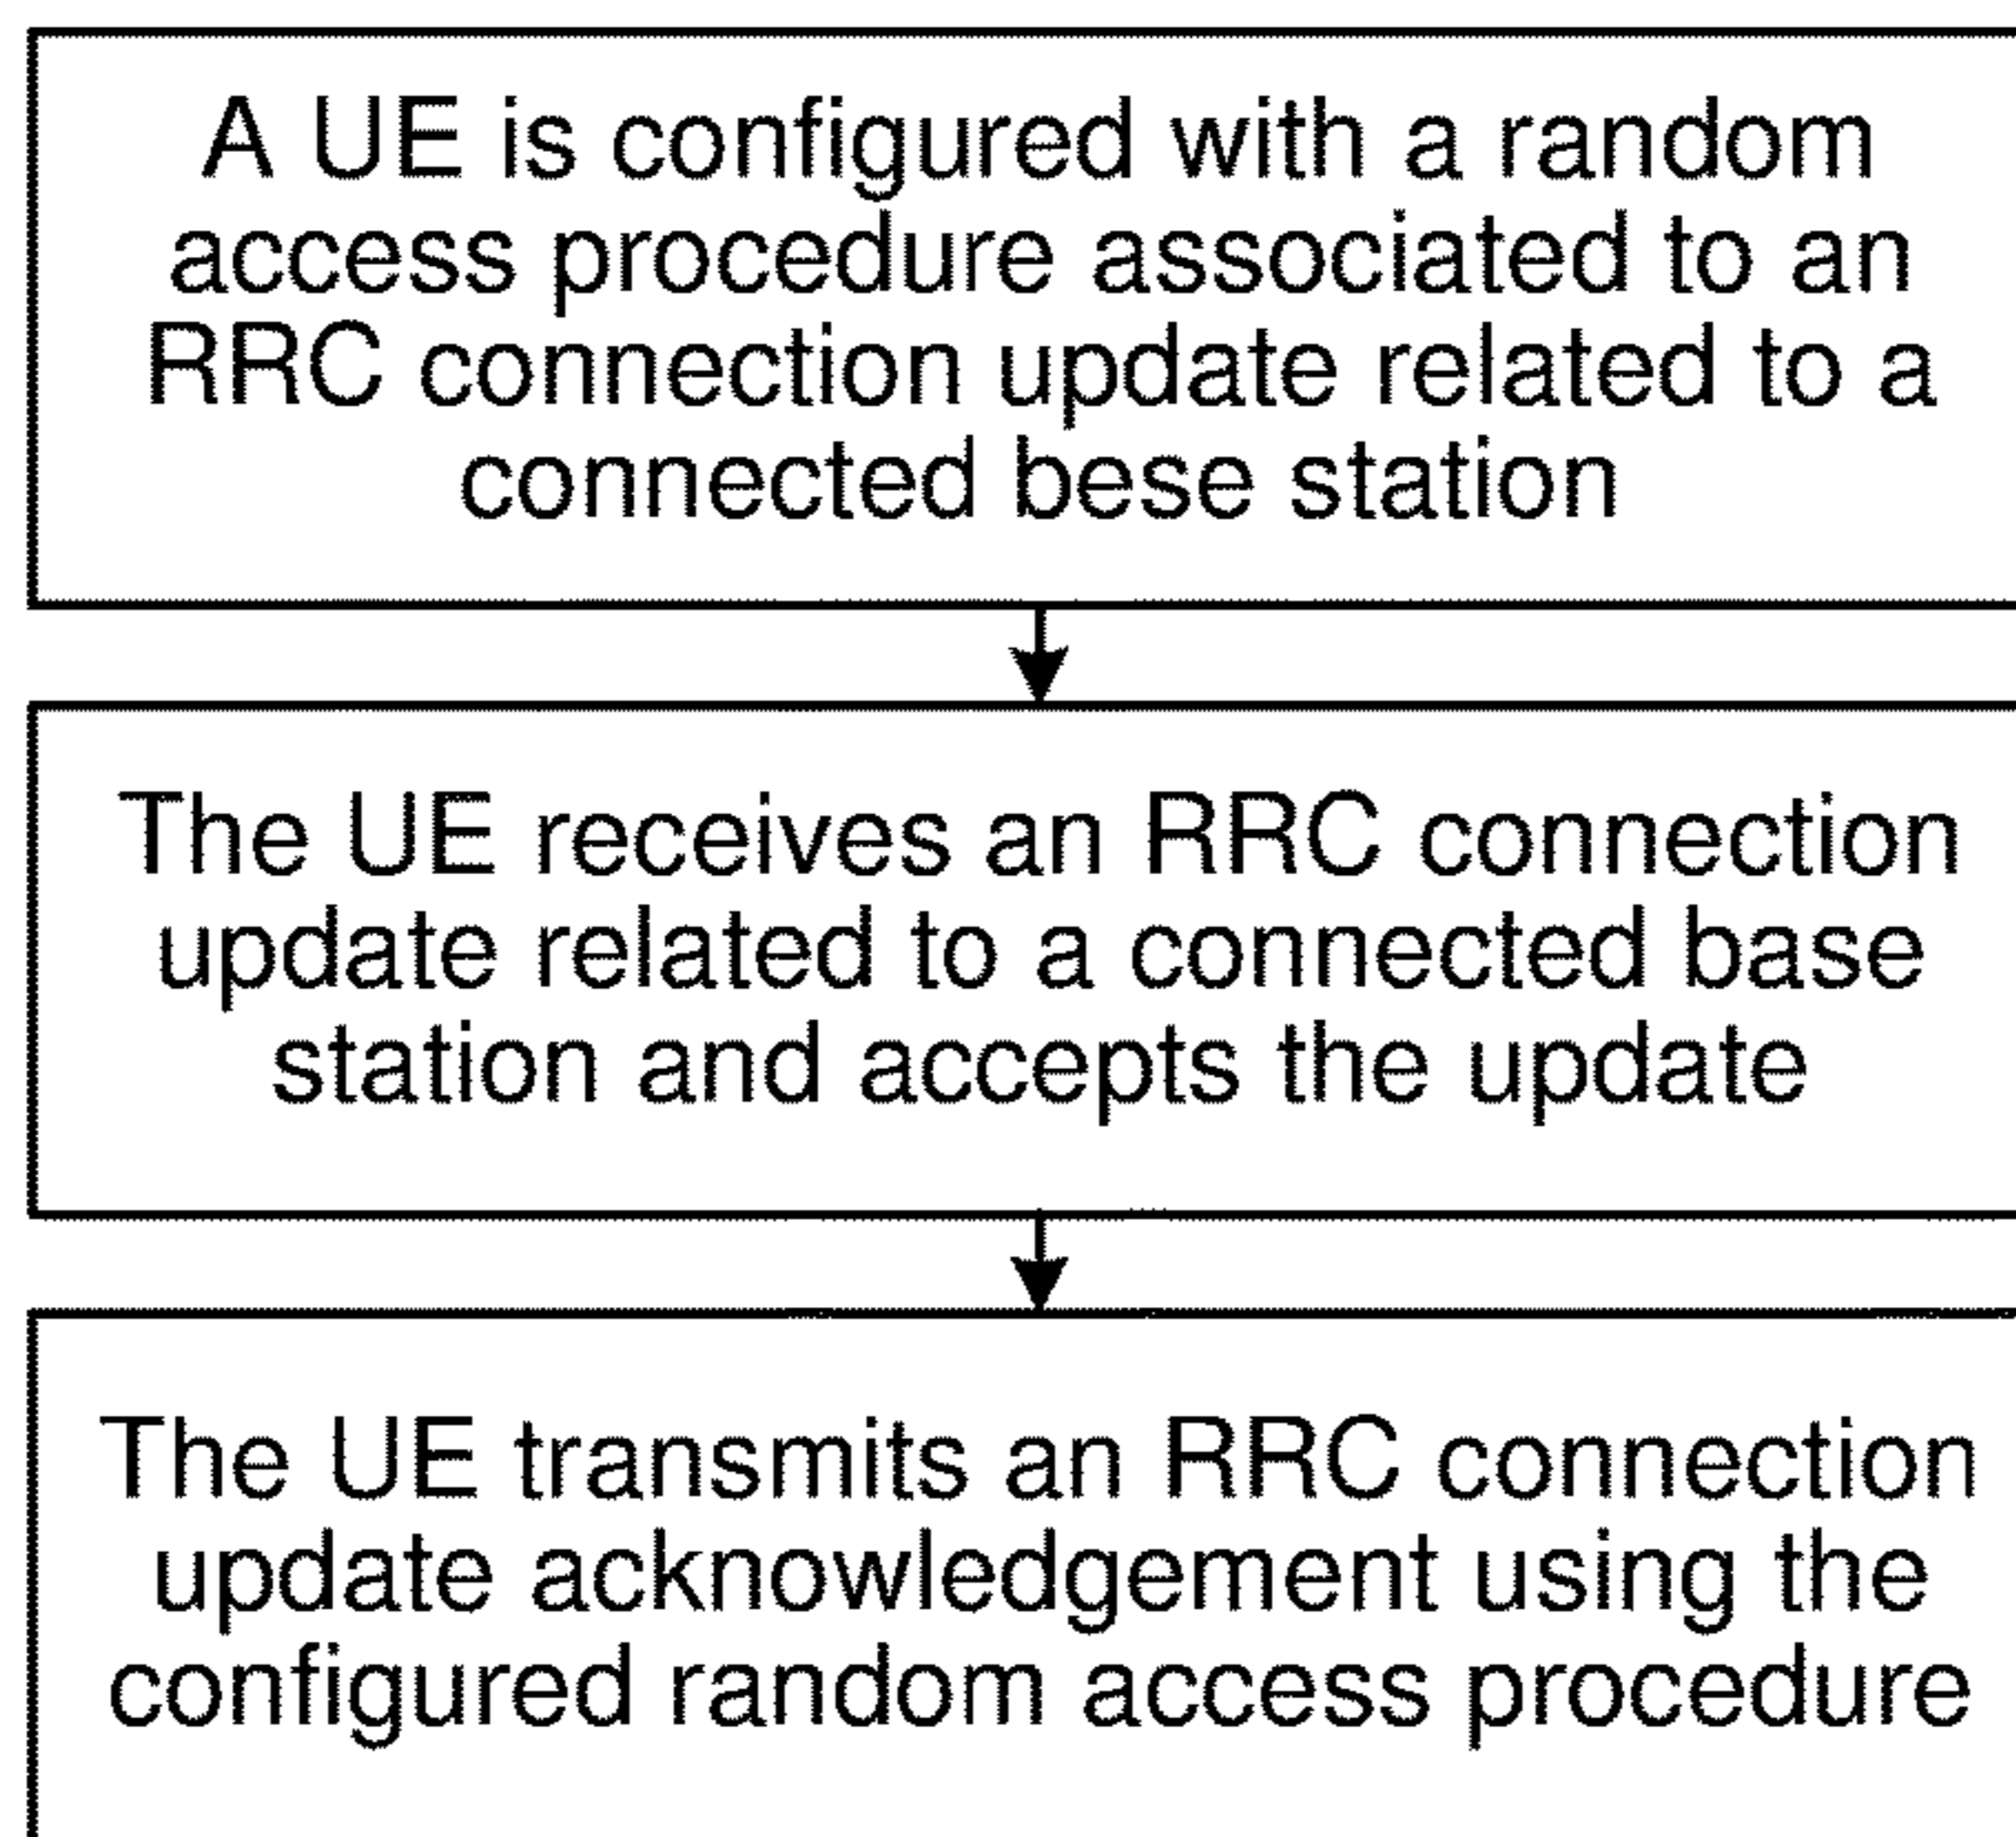 A UE is configured with a random
access procedure associated to an
RRC connection update related to a
connected bese station
The UE receives an RRC connection
update related to a connected base
station and accepts the update
The UE transmits an RRC connection
update acknowledgement using the
configured random access procedure